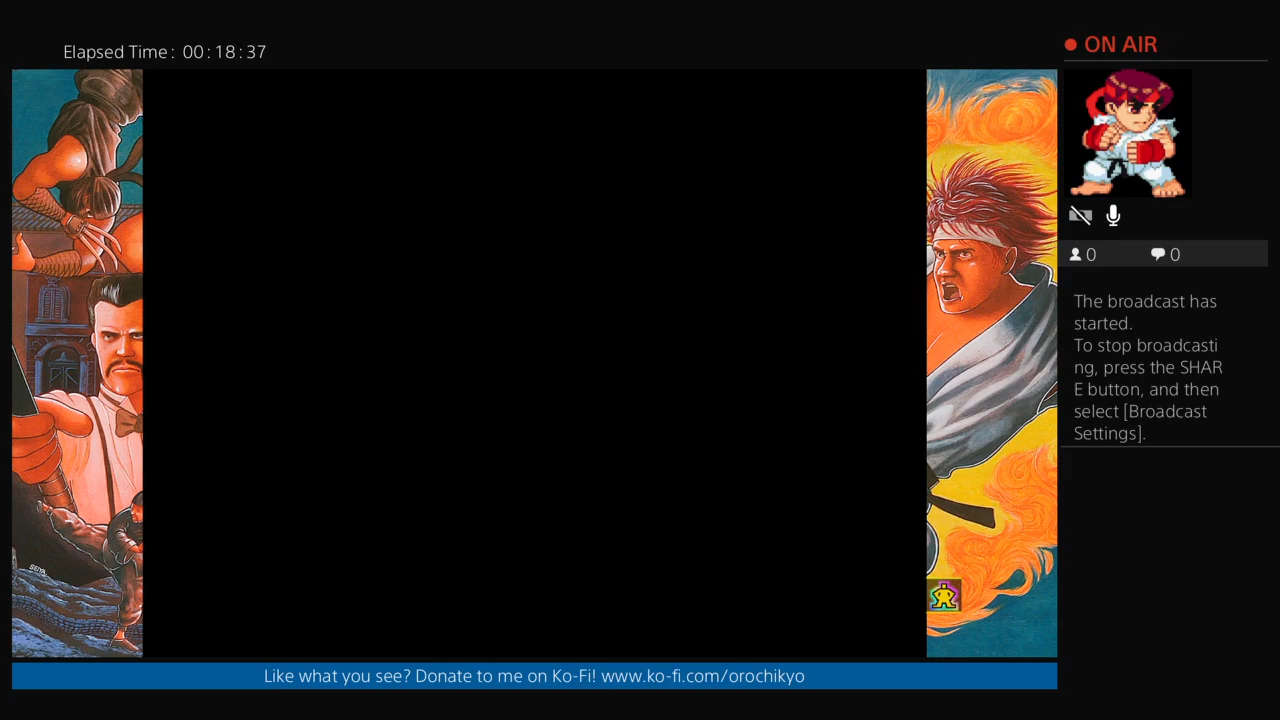 Elapsed Time: 00:18:37
ON AIR
0 0
The broadcast has
started.
To stop broadcasti
ng, press the SHAR
E button, and then
select [Broadcast
Settings].
SEIYA
Like what you see? Donate to me on Ko-Fi! www.ko-fi.com/orochikyo